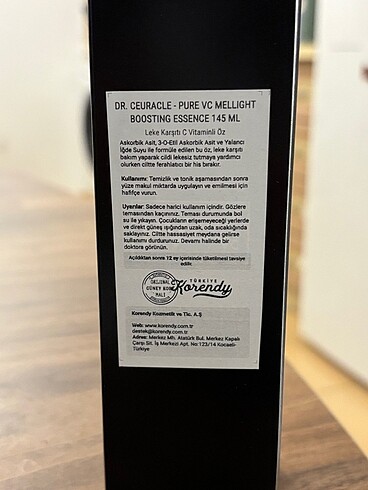 DR. CEURACLE - PURE VC MELLIGHT
BOOSTING ESSENCE 145 ML
Leke Karşıtı C Vitaminli Öz
Askorbik Asit, 3-O-Etil Askorbik Asit ve Yalancı
İğde Suyu ile formüle edilen bu öz, leke karşıtı
bakım yaparak cildi lekesiz tutmaya yardımcı
olurken ciltte ferahlatıcı bir his bırakır.
Kullanımı: Temizlik ve tonik aşamasından sonra
yüze makul miktarda uygulayın ve emilmesi için
hafifçe vurun.
Uyarılar: Sadece harici kullanım içindir. Gözlere
temasından kaçınınız. Teması durumunda bol
su ile yıkayın. Çocukların erişemeyeceği yerlerde
ve direkt güneş ışığından uzak, oda sıcaklığında
saklayınız. Ciltte hassasiyet meydana gelirse
kullanımı durdurunuz. Devamı halinde bir
doktora görünün.
Açıldıktan sonra 12 ay içerisinde tüketilmesi tavsiye
edilir.
ORİJİNAL
GÜNEY KORE
MALI
TÜRKİYE
Korendy
Korendy Kozmetik ve Tic. A.Ş
Web: www.korendy.com.tr
destek@korendy.com.tr
Adres: Merkez Mh. Atatürk Bul. Merkez Kapalı
Çarşı Sit. İş Merkezi Apt. No:123/14 Kocaeli-
Türkiye